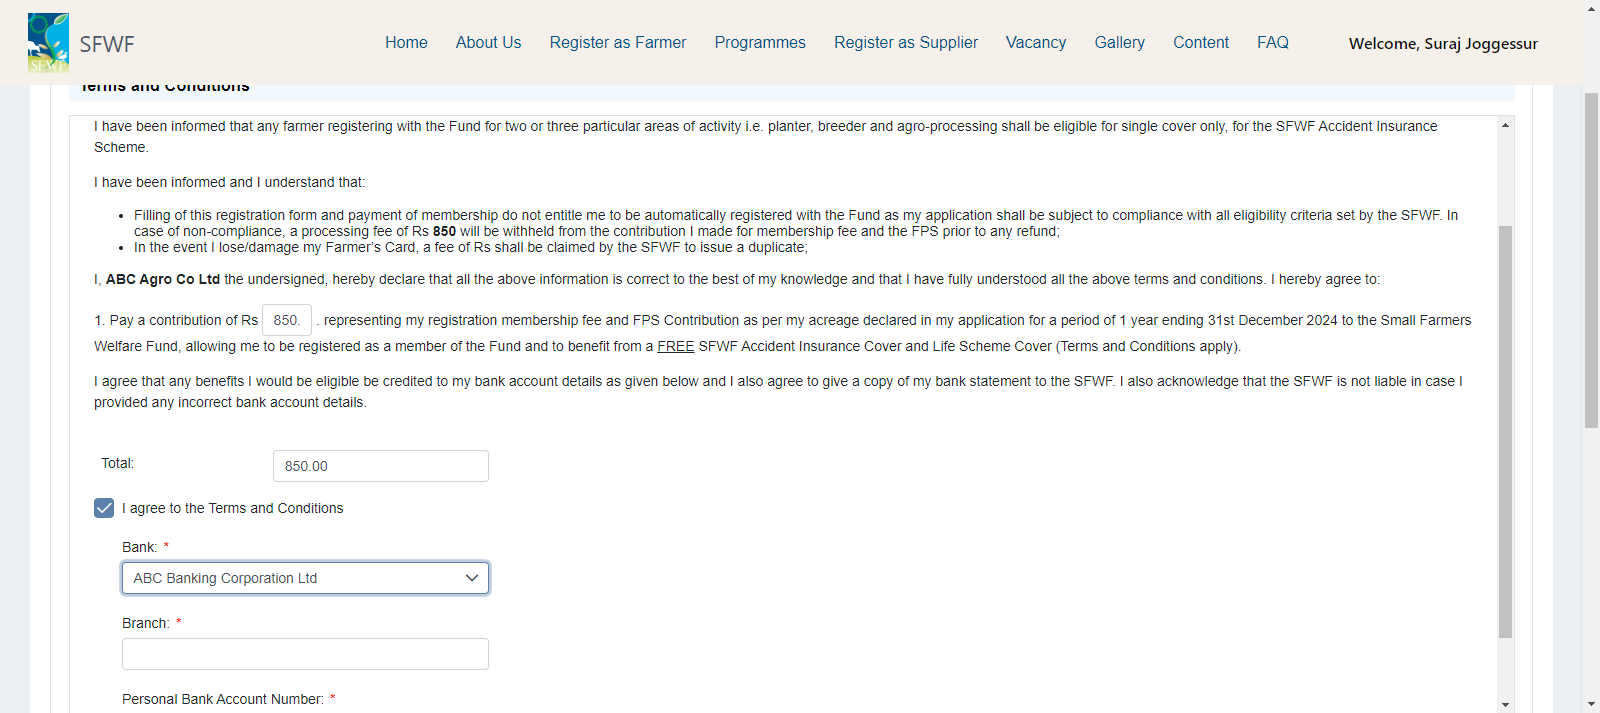 SFWF
SFWF
Home About Us Register as Farmer Programmes Register as Supplier Vacancy Gallery Content FAQ Welcome, Suraj Joggessur
Terms and Conditions
I have been informed that any farmer registering with the Fund for two or three particular areas of activity i.e. planter, breeder and agro-processing shall be eligible for single cover only, for the SFWF Accident Insurance
Scheme.
I have been informed and I understand that:
• Filling of this registration form and payment of membership do not entitle me to be automatically registered with the Fund as my application shall be subject to compliance with all eligibility criteria set by the SFWF. In
case of non-compliance, a processing fee of Rs 850 will be withheld from the contribution I made for membership fee and the FPS prior to any refund;
• In the event I lose/damage my Farmer's Card, a fee of Rs shall be claimed by the SFWF to issue a duplicate;
I, ABC Agro Co Ltd the undersigned, hereby declare that all the above information is correct to the best of my knowledge and that I have fully understood all the above terms and conditions. I hereby agree to:
1. Pay a contribution of Rs 850. . representing my registration membership fee and FPS Contribution as per my acreage declared in my application for a period of 1 year ending 31st December 2024 to the Small Farmers
Welfare Fund, allowing me to be registered as a member of the Fund and to benefit from a FREE SFWF Accident Insurance Cover and Life Scheme Cover (Terms and Conditions apply).
I agree that any benefits I would be eligible be credited to my bank account details as given below and I also agree to give a copy of my bank statement to the SFWF. I also acknowledge that the SFWF is not liable in case I
provided any incorrect bank account details.
Total: 850.00
I agree to the Terms and Conditions
Bank: *
ABC Banking Corporation Ltd
Branch: *
Personal Bank Account Number: *